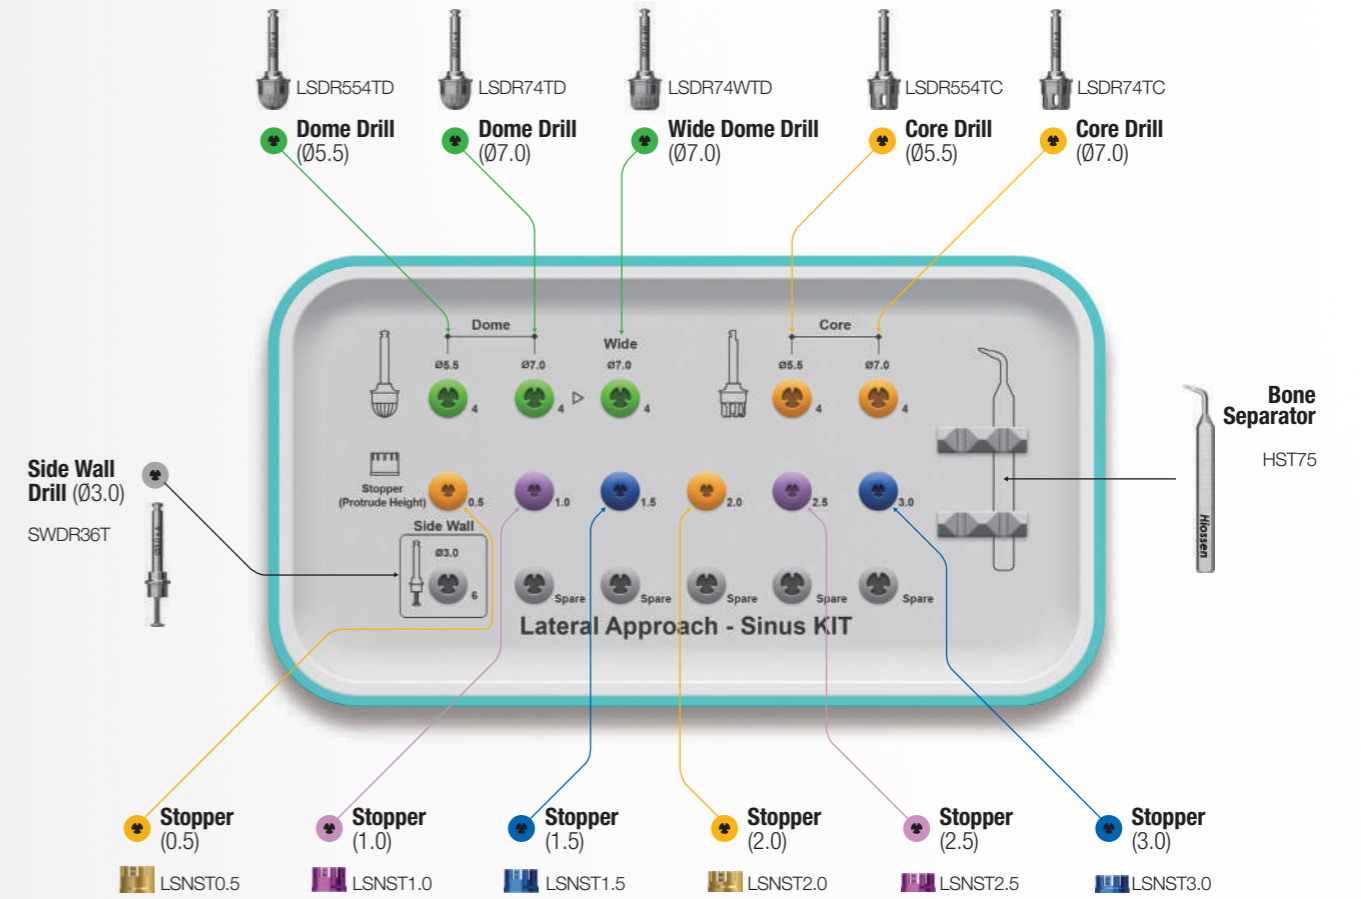 LSDR554TD
Dome Drill
(Ø5.5)
LSDR74TD
Dome Drill
(Ø7.0)
LSDR74WTD
Wide Dome Drill
(Ø7.0)
LSDR554TC
Core Drill
(Ø5.5)
LSDR74TC
Core Drill
(Ø7.0)
Dome
Ø5.5
4
Ø7.0
4
Wide
Ø7.0
4
Core
Ø5.5
4
Ø7.0
4
Stopper
(Protrude Height)
0.5
1.0
1.5
2.0
2.5
3.0
Side Wall
Ø3.0
6
Spare
Spare
Spare
Spare
Spare
Lateral Approach - Sinus KIT
Side Wall
Drill (Ø3.0)
SWDR36T
Bone
Separator
HST75
Hiossen
Stopper
(0.5)
LSNST0.5
Stopper
(1.0)
LSNST1.0
Stopper
(1.5)
LSNST1.5
Stopper
(2.0)
LSNST2.0
Stopper
(2.5)
LSNST2.5
Stopper
(3.0)
LSNST3.0